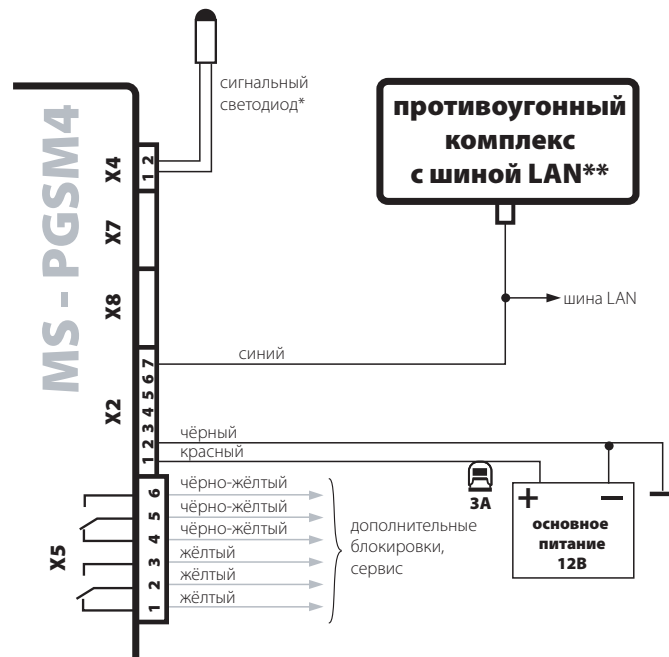 сигнальный
светодиод*
противоугонный
комплекс
с шиной LAN**
MS - PGSM4
X4
1 2
X7
X8
шина LAN
синий
X2
1 2 3 4 5 6 7
чёрный
красный
3А
+ −
основное
питание
12В
X5
1 2 3 4 5 6
чёрно-жёлтый
чёрно-жёлтый
чёрно-жёлтый
жёлтый
жёлтый
жёлтый
дополнительные
блокировки,
сервис